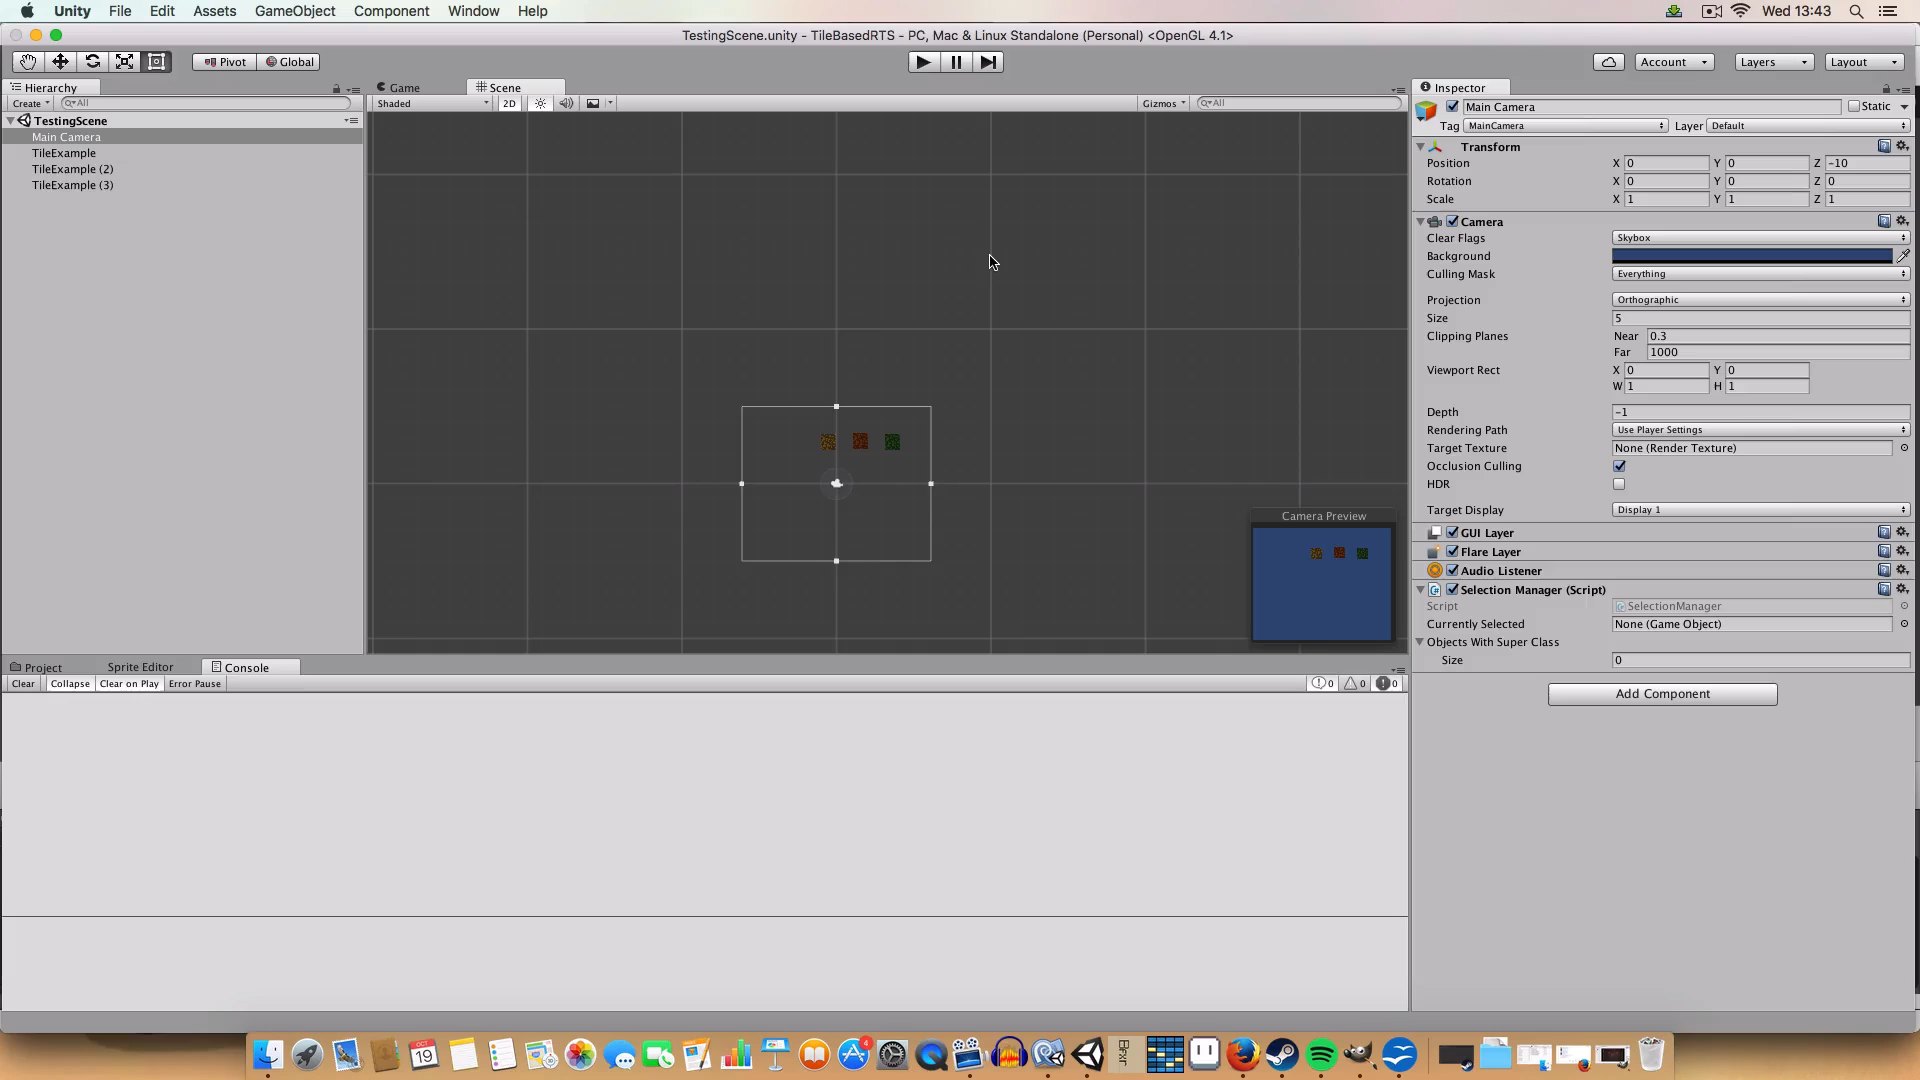 Unity File Edit Assets GameObject Component Window Help Wed 13:43
TestingScene.unity - TileBasedRTS - PC, Mac & Linux Standalone (Personal) <OpenGL 4.1>
Pivot Global Account Layers Layout
Hierarchy Game Scene Inspector
Create All Shaded 2D Gizmos All
Main Camera Static
TestingScene
Tag MainCamera Layer Default
Main Camera
TileExample
TileExample (2)
TileExample (3)
Transform
Position X 0 Y 0 Z -10
Rotation X 0 Y 0 Z 0
Scale X 1 Y 1 Z 1
Camera
Clear Flags Skybox
Background
Culling Mask Everything
Projection Orthographic
Size 5
Clipping Planes Near 0.3
Far 1000
Viewport Rect X 0 Y 0
W 1 H 1
Depth -1
Rendering Path Use Player Settings
Target Texture None (Render Texture)
Occlusion Culling
HDR
Target Display Display 1
Camera Preview
GUI Layer
Flare Layer
Audio Listener
Selection Manager (Script)
Script SelectionManager
Currently Selected None (Game Object)
Objects With Super Class
Size 0
Add Component
Project Sprite Editor Console
Clear Collapse Clear on Play Error Pause 0 0 0
OCT
19
4
Bfxr